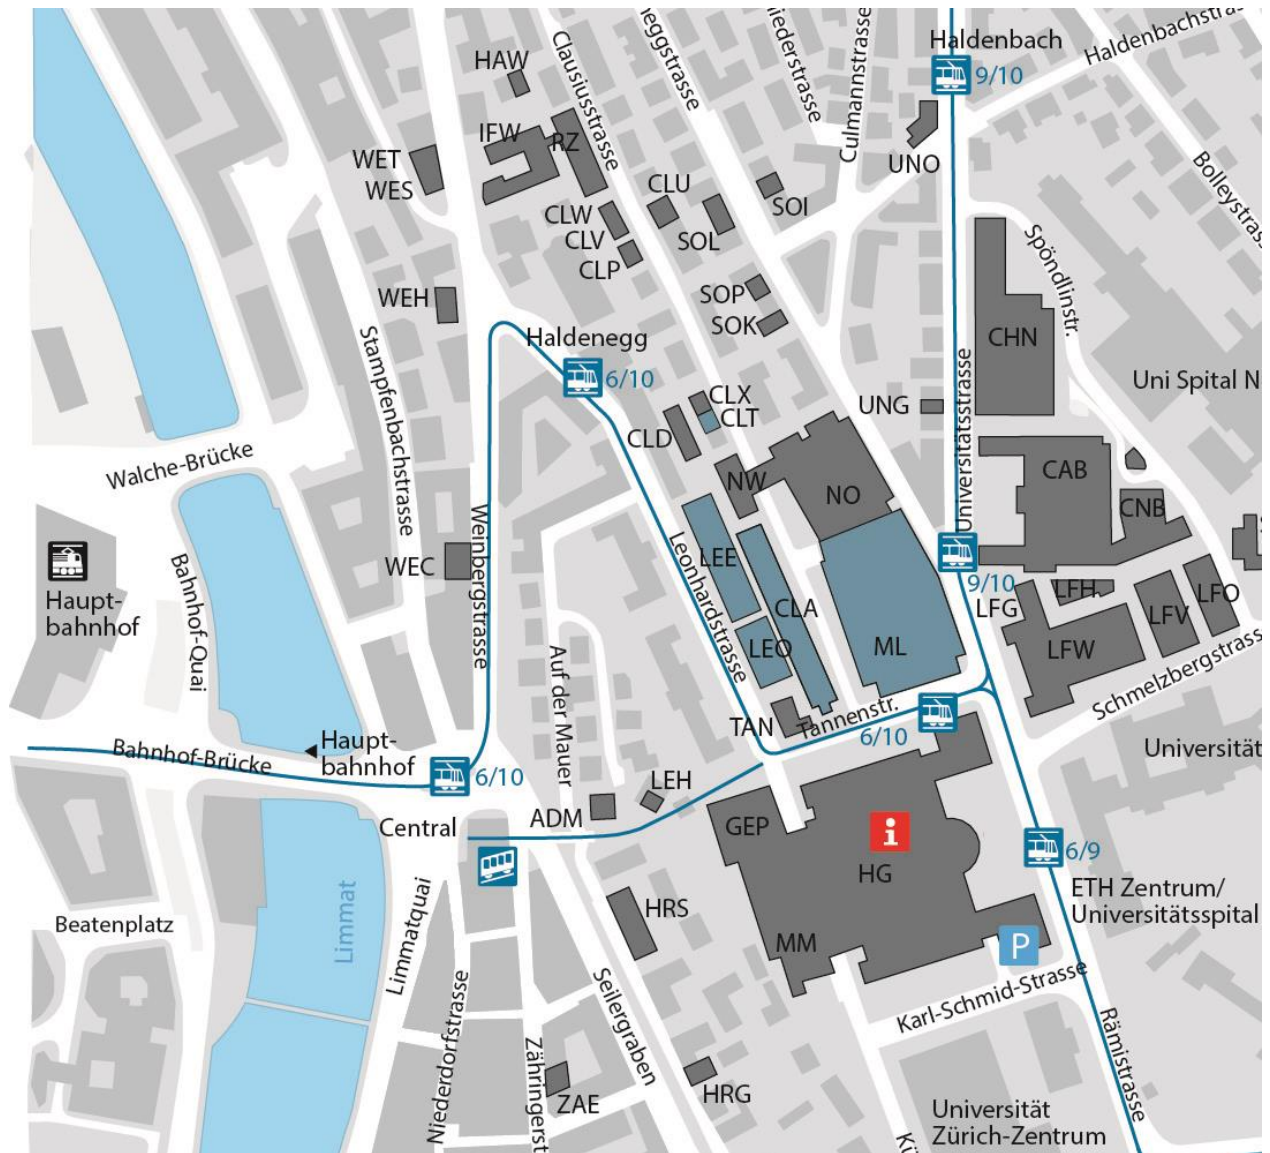 Haldenbach
9/10
Haldenbachstra
niederstrasse
Culmannstrasse
neggstrasse
Clausiusstrasse
HAW
IFW
RZ
WET
WES
UNO
Bolleystrass
CLU
SOI
CLW
CLV
CLP
SOL
Spöndlinstr.
WEH
SOP
SOK
CHN
Stampfenbachstrasse
Haldenegg
6/10
Universitätsstrasse
Uni Spital N
CLX
CLT
CLD
UNG
Walche-Brücke
CAB
NW
NO
CNB
Weinbergstrasse
Leonhardstrasse
WEC
LEE
9/10
LFG
LFH
LFV
LFO
Haupt-
bahnhof
Bahnhof-Quai
CLA
LEO
ML
LFW
Schmelzbergstrass
Auf der Mauer
TAN
Tannenstr.
6/10
Universität
Bahnhof-Brücke
Haupt-
bahnhof
6/10
LEH
ADM
Central
GEP
i
HG
6/9
ETH Zentrum/
Universitätsspital
Limmat
Limmatquai
Beatenplatz
HRS
MM
P
Karl-Schmid-Strasse
Niederdorfstrasse
Zähringerst
Seilergraben
Rämistrasse
ZAE
HRG
Universität
Zürich-Zentrum
Kü